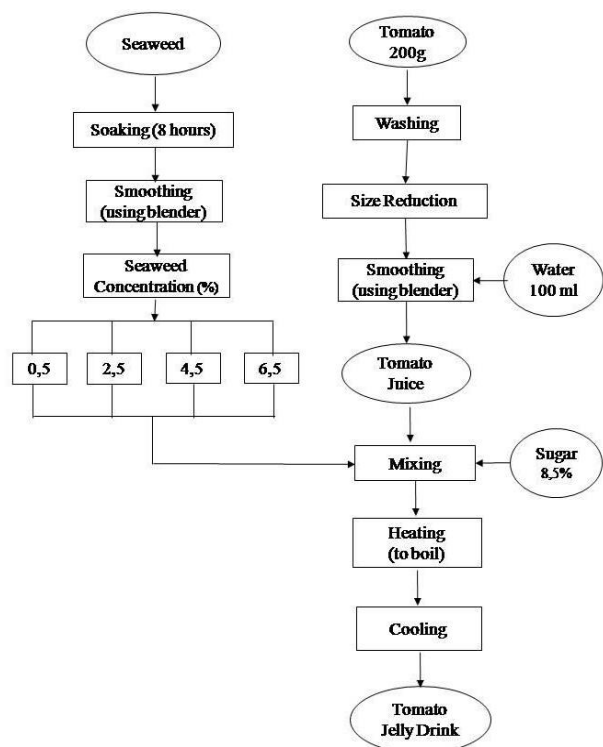 Seaweed
Soaking (8 hours)
Smoothing
(using blender)
Seaweed
Concentration (%)
0,5
2,5
4,5
6,5
Tomato
200g
Washing
Size Reduction
Smoothing
(using blender)
Water
100 ml
Tomato
Juice
Mixing
Sugar
8,5%
Heating
(to boil)
Cooling
Tomato
Jelly Drink